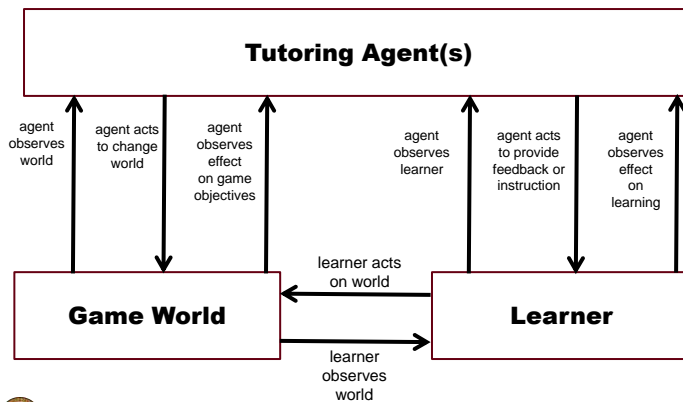 Tutoring Agent(s)
agent
observes
world
agent acts
to change
world
agent
observes
effect
on game
objectives
agent
observes
learner
agent acts
to provide
feedback or
instruction
agent
observes
effect
on
learning
learner acts
on world
Game World
Learner
learner
observes
world